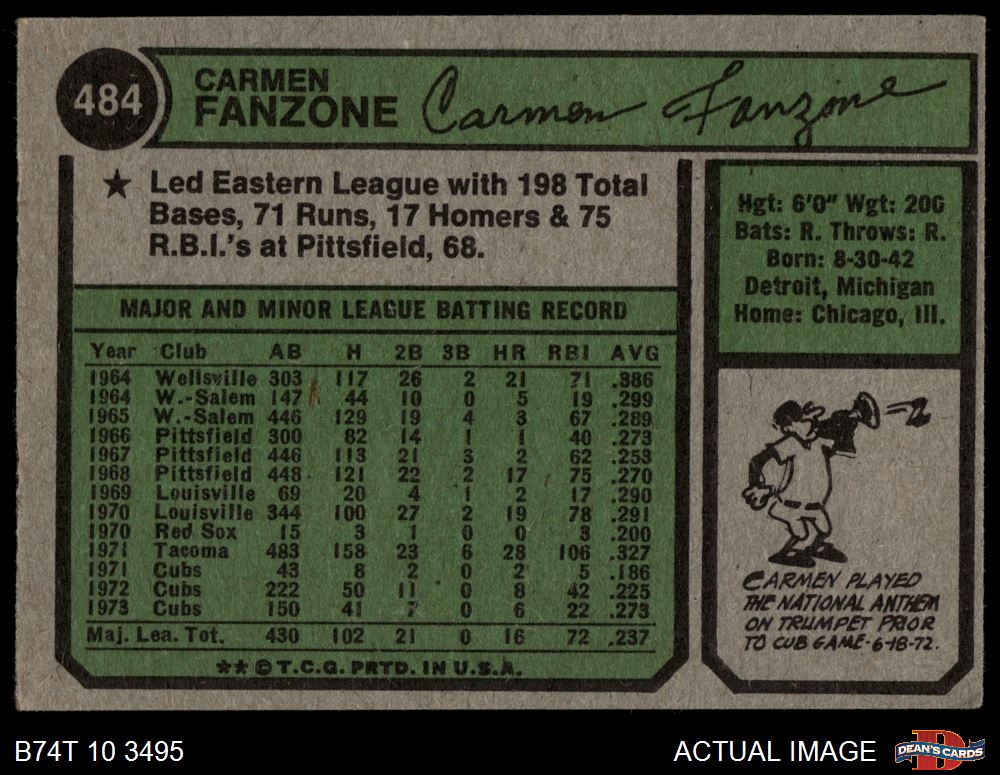 484
CARMEN
FANZONE
Carmen Fanzone
★ Led Eastern League with 198 Total
Bases, 71 Runs, 17 Homers & 75
R.B.I.'s at Pittsfield, 68.
Hgt: 6'0" Wgt: 200
Bats: R. Throws: R.
Born: 8-30-42
Detroit, Michigan
Home: Chicago, Ill.
MAJOR AND MINOR LEAGUE BATTING RECORD
Year Club AB H 2B 3B HR RBI AVG
1964 Wellsville 303 117 26 2 21 71 .386
1964 W.-Salem 147 44 10 0 5 19 .299
1965 W.-Salem 446 129 19 4 3 67 .289
1966 Pittsfield 300 82 14 1 1 40 .273
1967 Pittsfield 446 113 21 3 2 62 .253
1968 Pittsfield 448 121 22 2 17 75 .270
1969 Louisville 69 20 4 1 2 17 .290
1970 Louisville 344 100 27 2 19 78 .291
1970 Red Sox 15 3 1 0 0 3 .200
1971 Tacoma 483 158 23 6 28 106 .327
1971 Cubs 43 8 2 0 2 5 .186
1972 Cubs 222 50 11 0 8 42 .225
1973 Cubs 150 41 7 0 6 22 .273
Maj. Lea. Tot. 430 102 21 0 16 72 .237
** © T.C.G. PRTD. IN U.S.A.
CARMEN PLAYED
THE NATIONAL ANTHEM
ON TRUMPET PRIOR
TO CUB GAME-6-18-72.
B74T 10 3495
ACTUAL IMAGE
DEAN'S CARDS